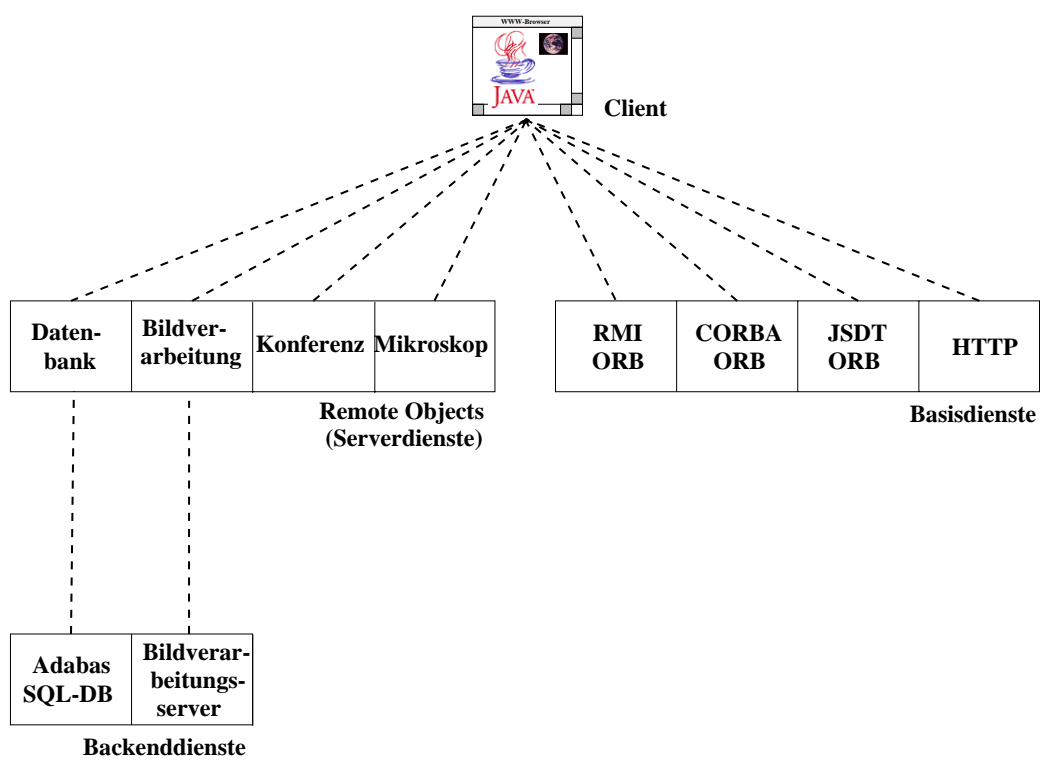 WWW-Browser
JAVA
Client
Daten-
bank
Bildver-
arbeitung
Konferenz
Mikroskop
RMI
ORB
CORBA
ORB
JSDT
ORB
HTTP
Remote Objects
(Serverdienste)
Basisdienste
Adabas
SQL-DB
Bildverar-
beitungs-
server
Backenddienste